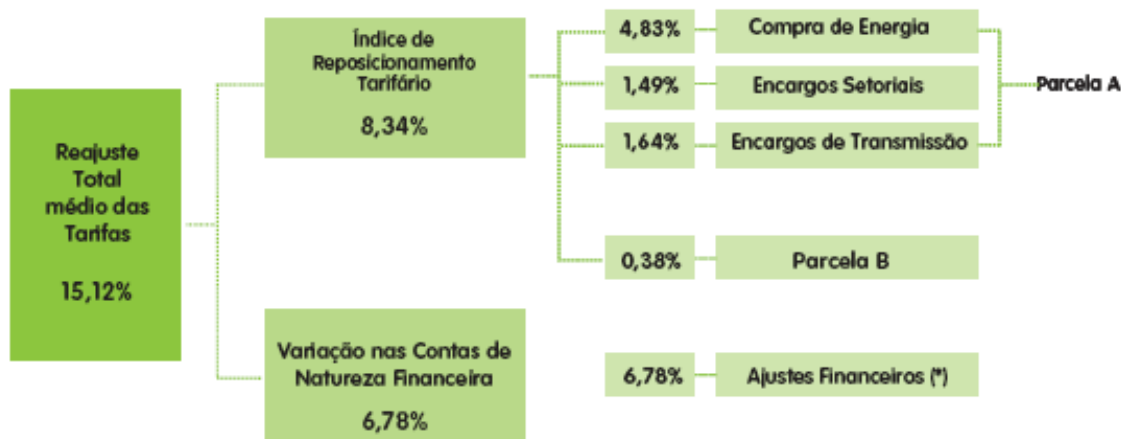 Reajuste
Total
médio das
Tarifas
15,12%
Índice de
Reposicionamento
Tarifário
8,34%
4,83%
Compra de Energia
1,49%
Encargos Setoriais
1,64%
Encargos de Transmissão
Parcela A
0,38%
Parcela B
Variação nas Contas de
Natureza Financeira
6,78%
6,78%
Ajustes Financeiros (*)